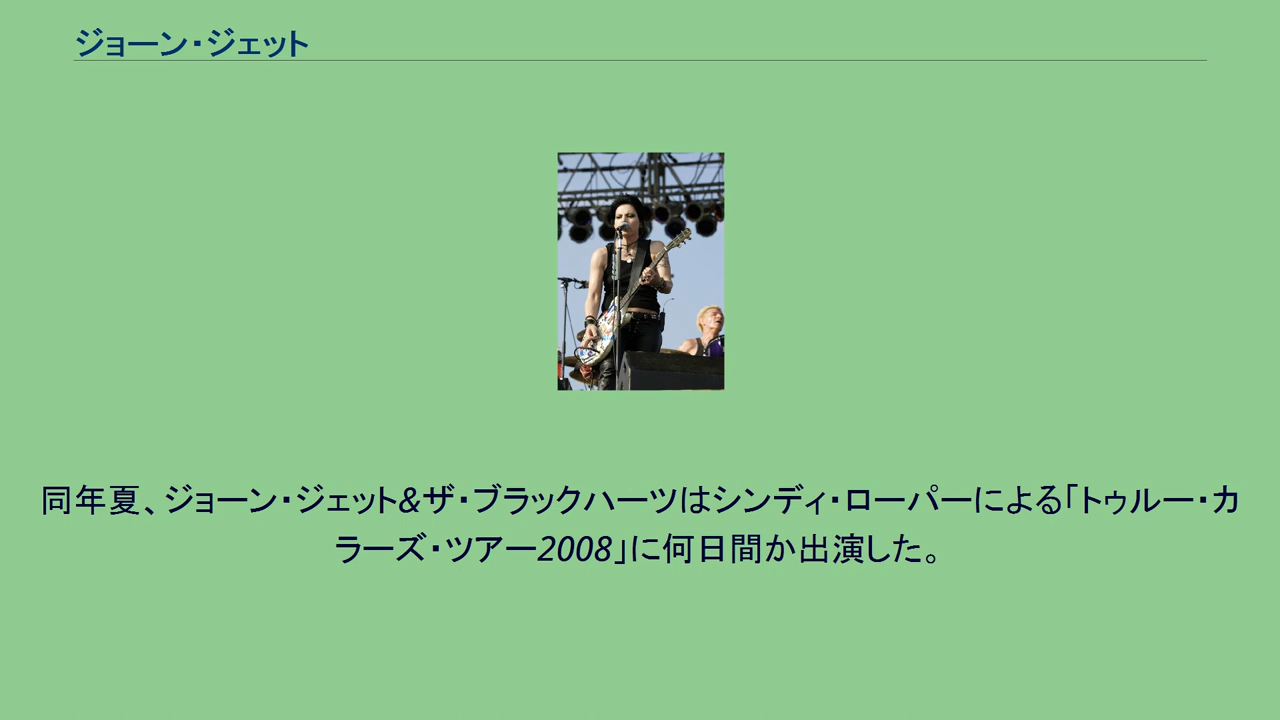 ジョーン・ジェット
同年夏、ジョーン・ジェット&ザ・ブラックハーツはシンディ・ローパーによる「トゥルー・カ
ラーズ・ツアー2008」に何日間か出演した。